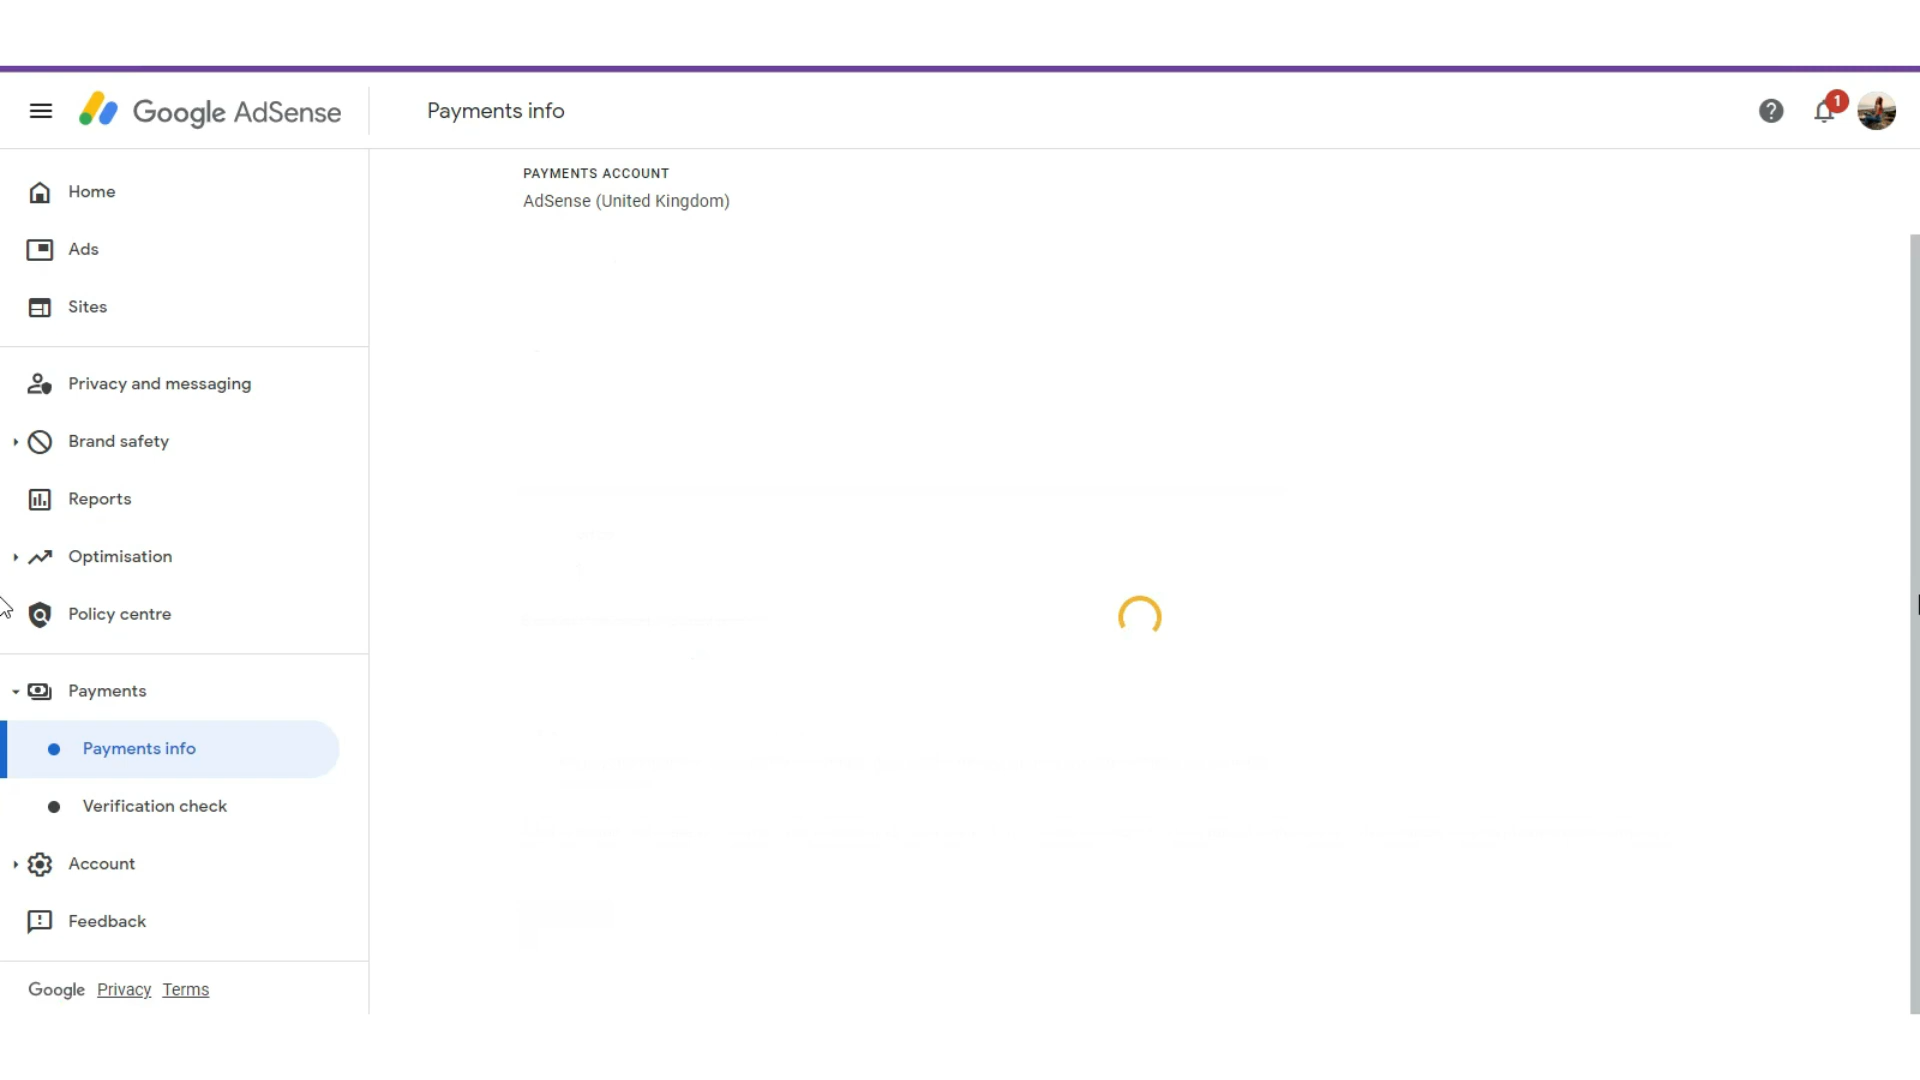 Google AdSense
Payments info
1
PAYMENTS ACCOUNT
AdSense (United Kingdom)
Home
Ads
Sites
Privacy and messaging
Brand safety
Reports
Optimisation
Policy centre
Payments
Payments info
Verification check
Account
Feedback
Google Privacy Terms